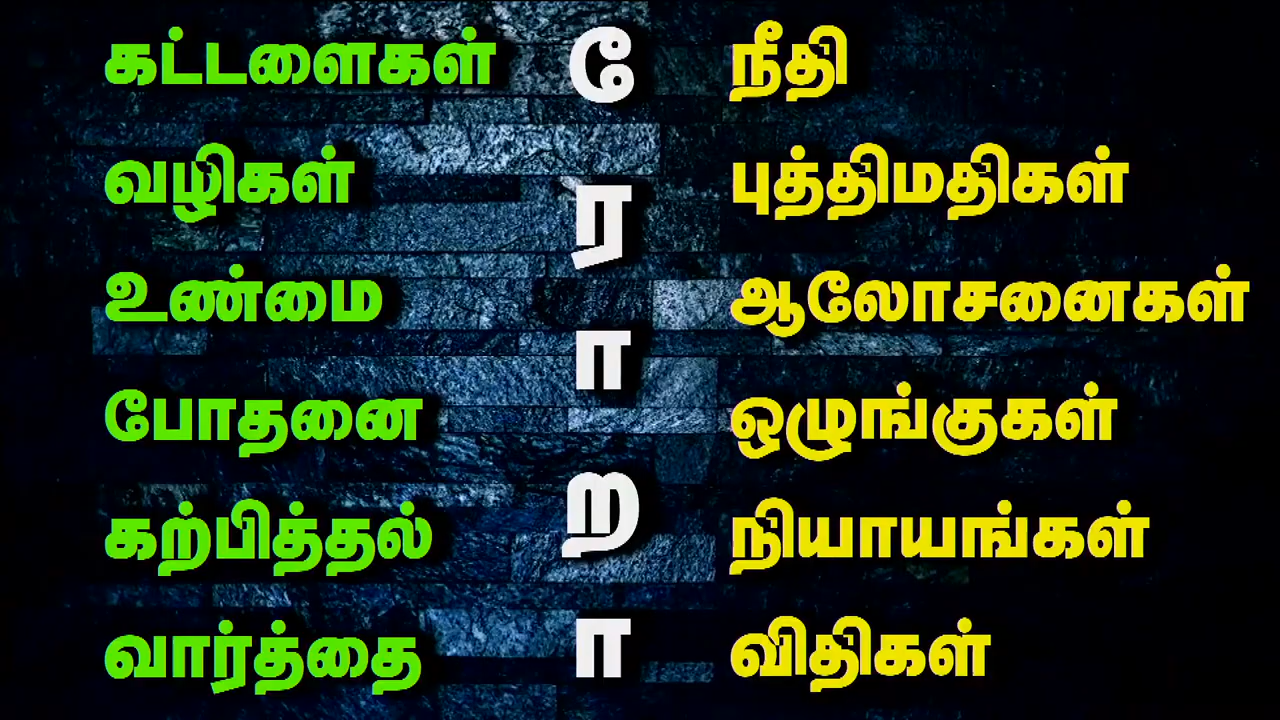 கட்டளைகள்
வழிகள்
உண்மை
போதனை
கற்பித்தல்
வார்த்தை
ே
ர
ா
ற
ா
நீதி
புத்திமதிகள்
ஆலோசனைகள்
ஒழுங்குகள்
நியாயங்கள்
விதிகள்